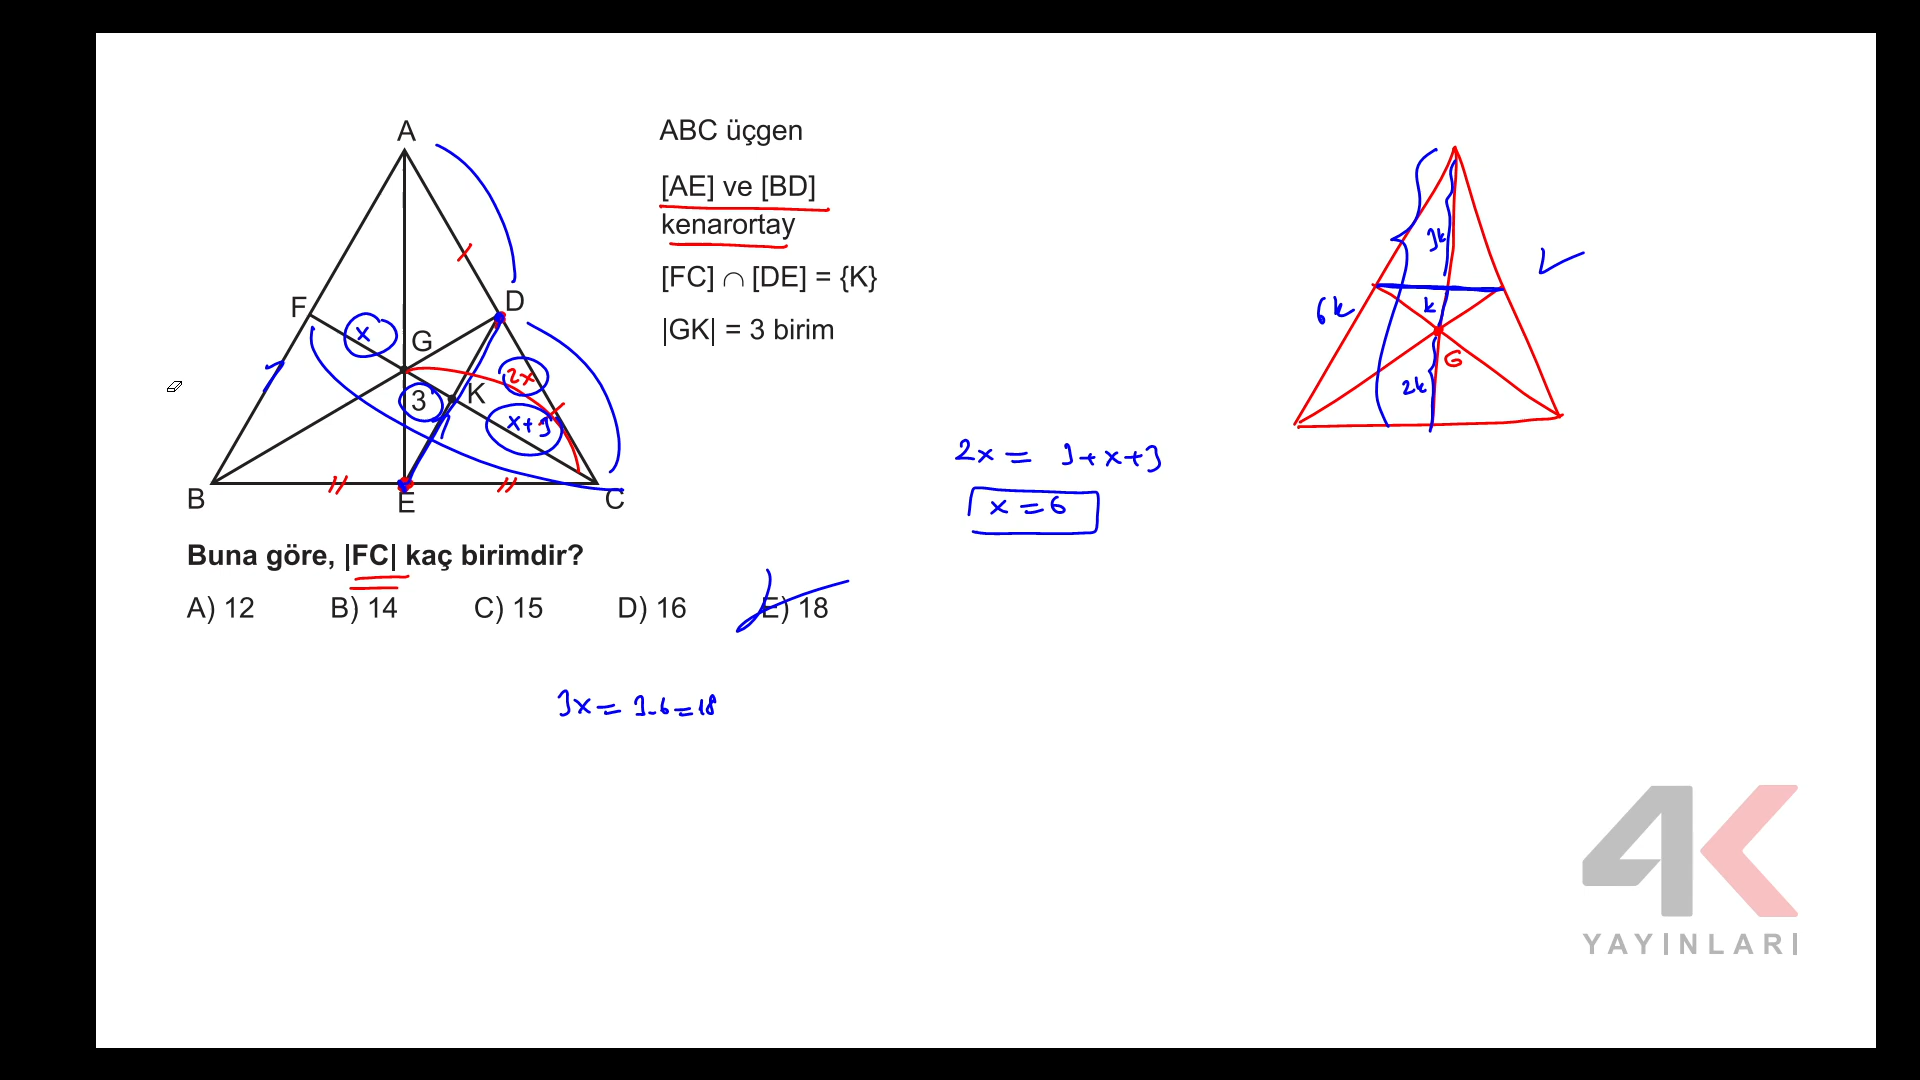 A
ABC üçgen
[AE] ve [BD]
kenarortay
[FC] ∩ [DE] = {K}
|GK| = 3 birim
F
D
x
G
3
K
2x
x+3
B
E
C
Buna göre, |FC| kaç birimdir?
A) 12 B) 14 C) 15 D) 16 E) 18
3x = 3.6 = 18
2x = 3+x+3
x = 6
3k
6k
k
G
2k
4K
YAYINLARI